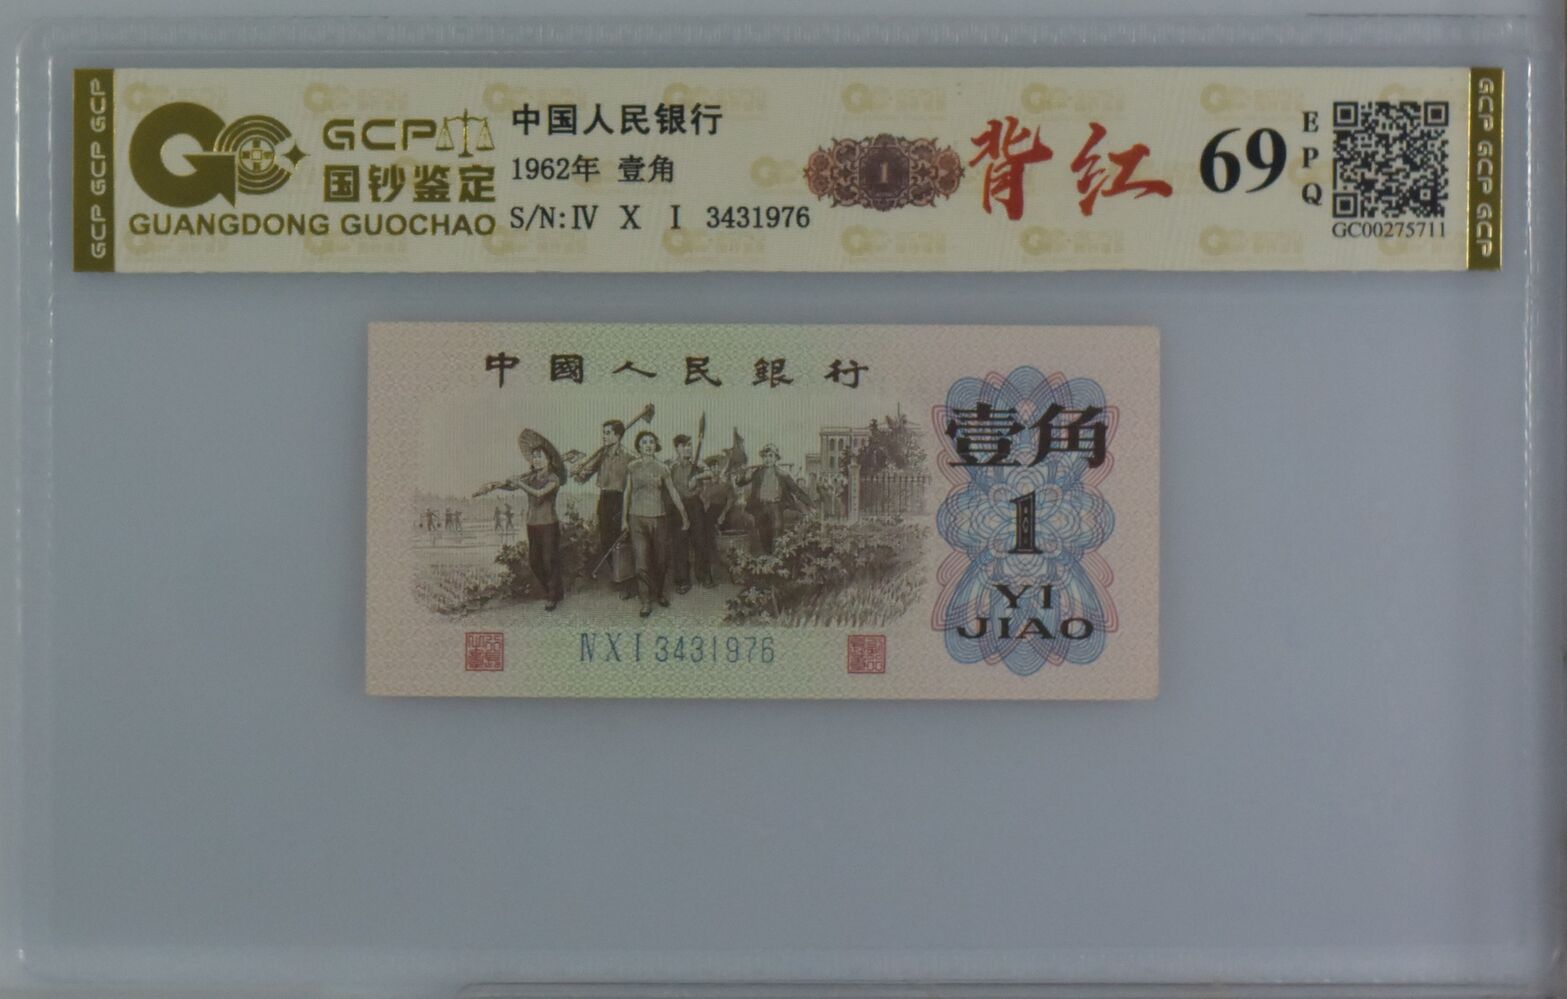 GCP GCP GCP
GCP
国钞鉴定
GUANGDONG GUOCHAO
中国人民银行
1962年 壹角
S/N:Ⅳ X I 3431976
1
背红
69
EPQ
GC00275711
GCP GCP GCP
中國人民銀行
壹角
1
YI
JIAO
ⅣXI3431976